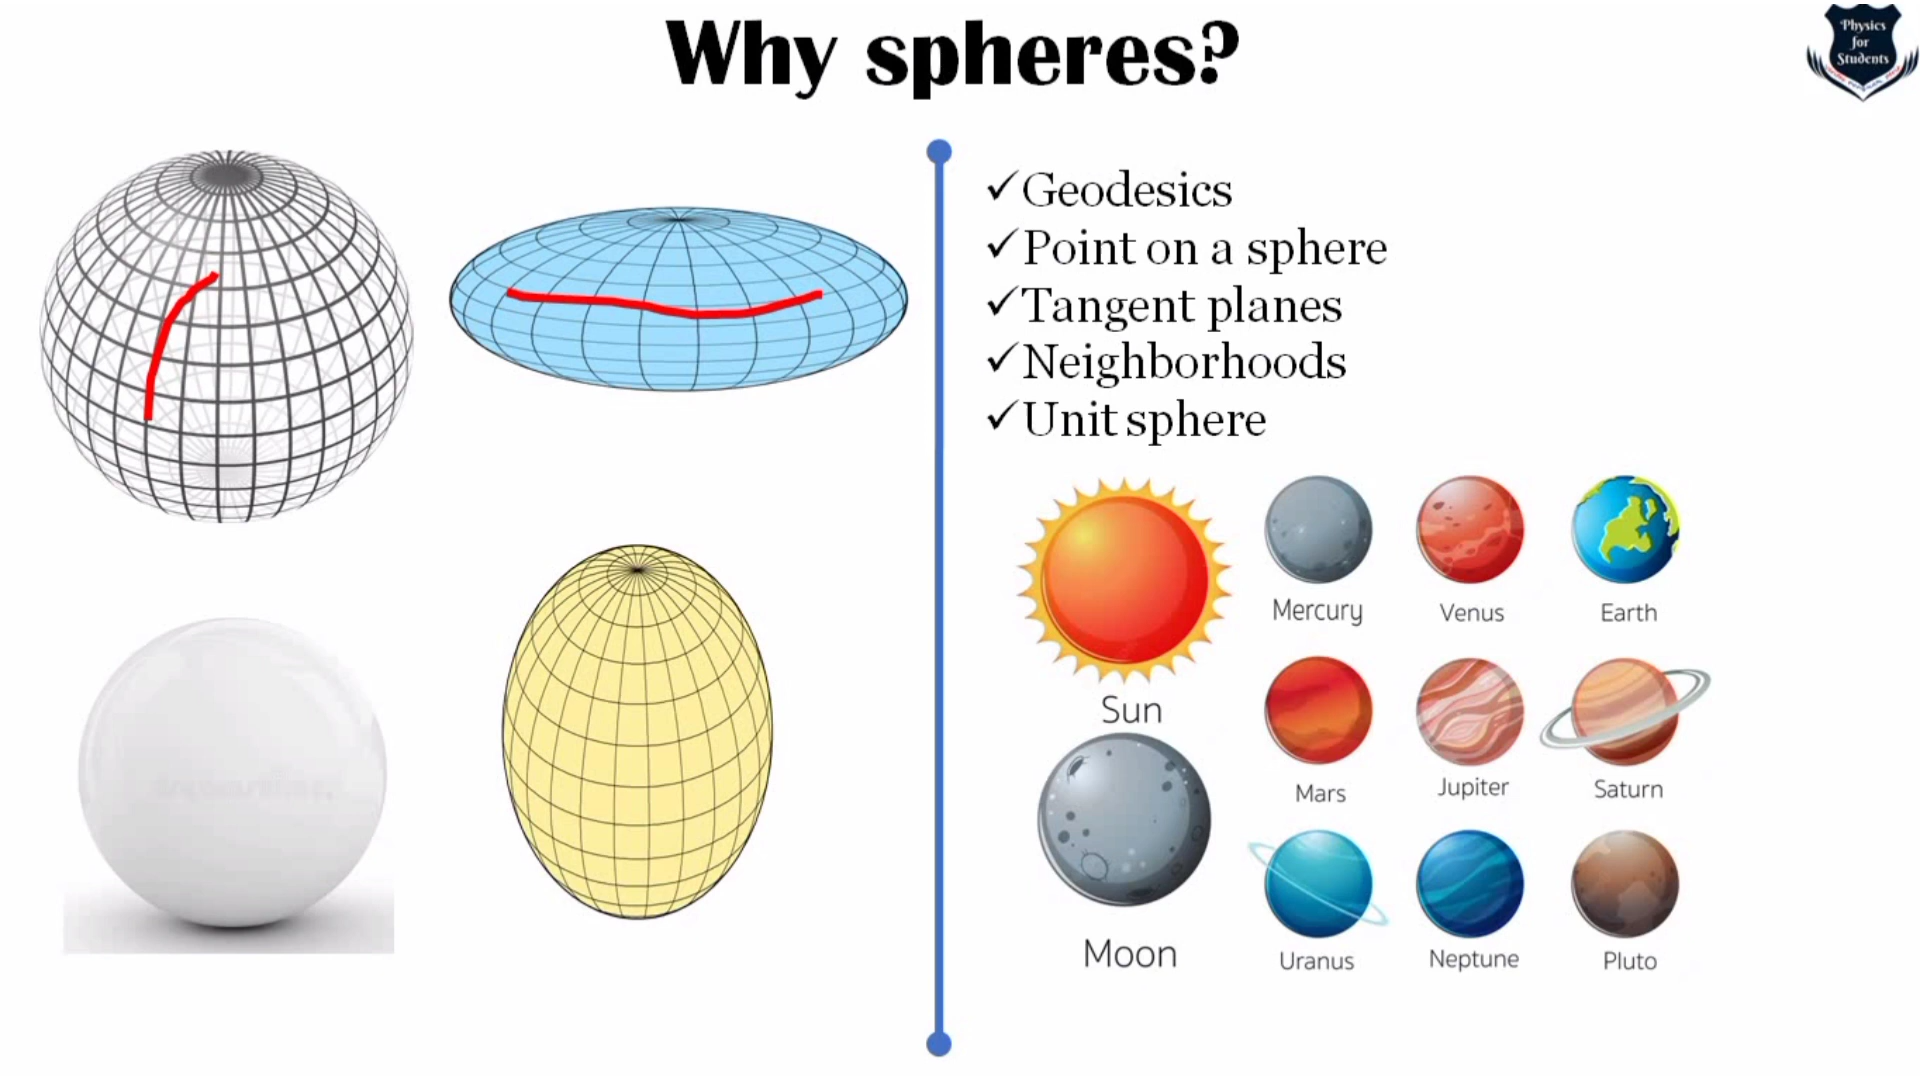 Why spheres?
Physics
for
Students
✓Geodesics
✓Point on a sphere
✓Tangent planes
✓Neighborhoods
✓Unit sphere
Mercury
Venus
Earth
Sun
Mars
Jupiter
Saturn
Moon
Uranus
Neptune
Pluto